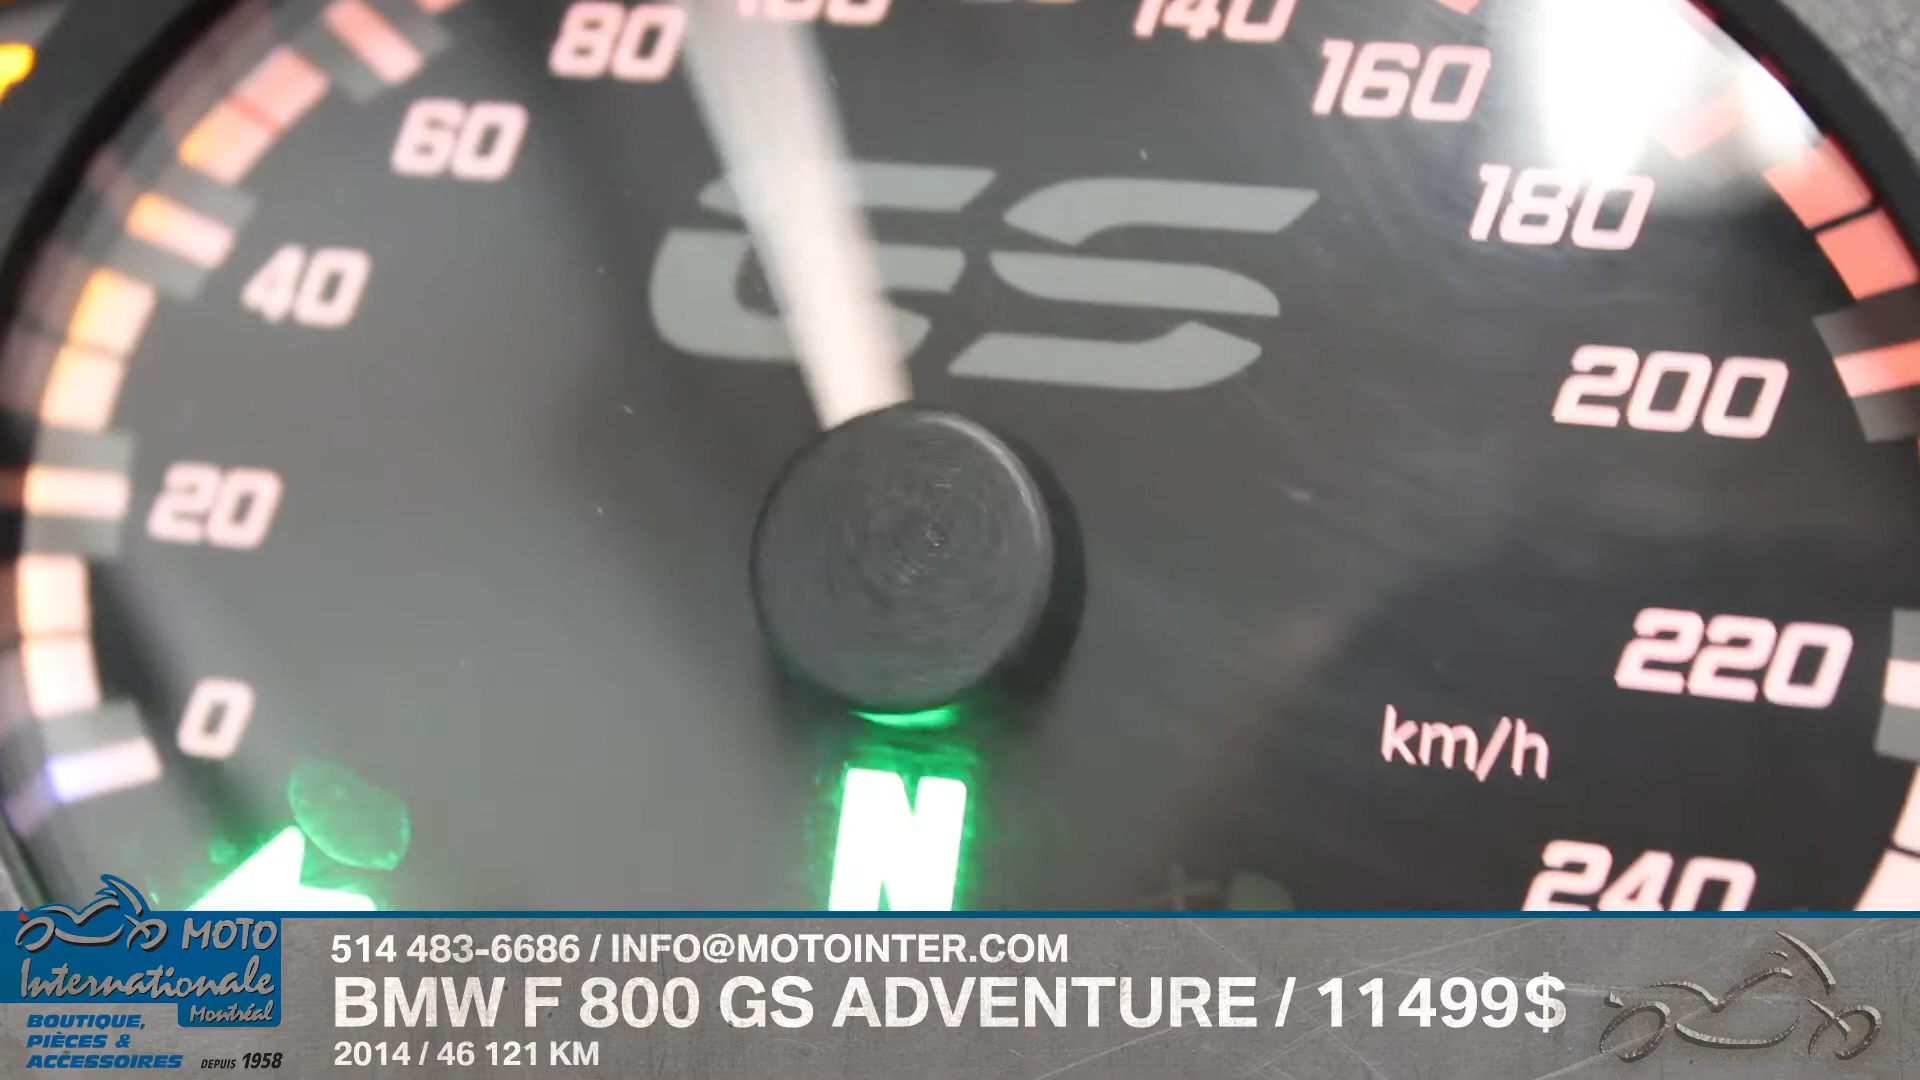 80
100
140
160
60
180
40
GS
200
20
220
0
km/h
N
240
MOTO
Internationale
Montréal
BOUTIQUE,
PIÈCES &
ACCESSOIRES
DEPUIS 1958
514 483-6686 / INFO@MOTOINTER.COM
BMW F 800 GS ADVENTURE / 11499$
2014 / 46 121 KM